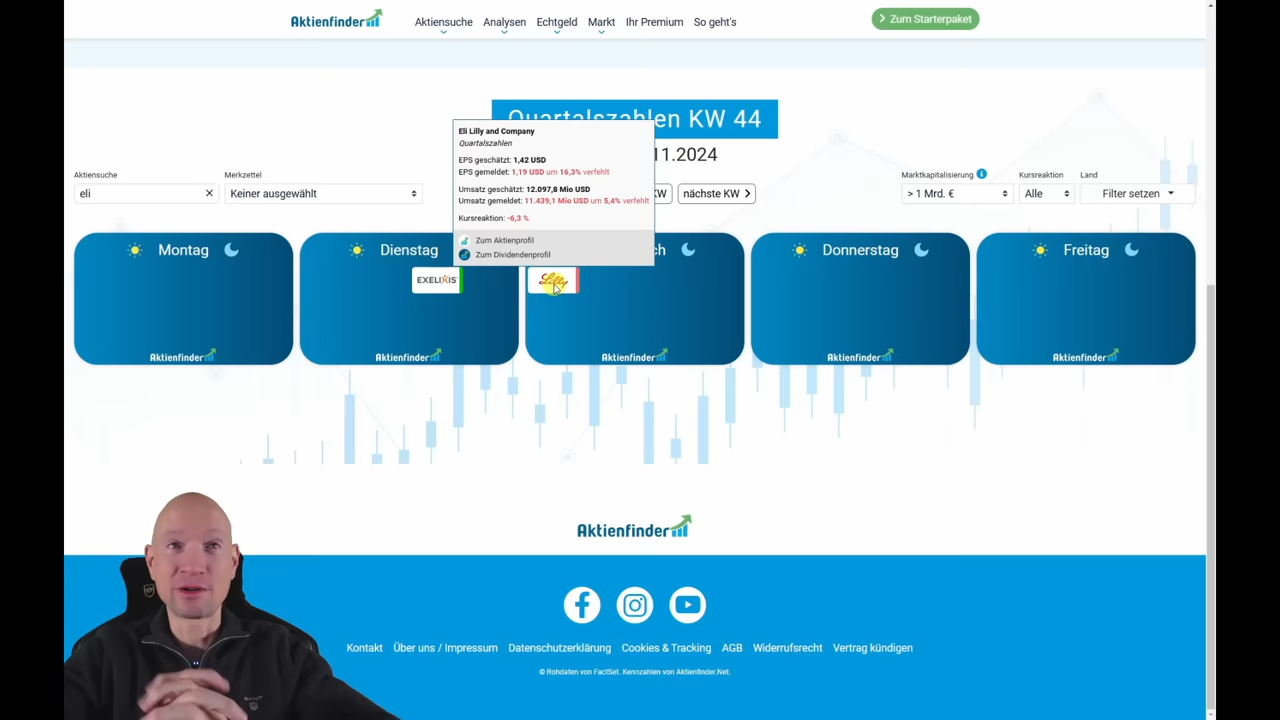 Aktienfinder
Aktiensuche Analysen Echtgeld Markt Ihr Premium So geht's
Zum Starterpaket
Quartalszahlen KW 44
11.2024
Eli Lilly and Company
Quartalszahlen
EPS geschätzt: 1,42 USD
EPS gemeldet: 1,19 USD um 16,3% verfehlt
Umsatz geschätzt: 12.097,8 Mio USD
Umsatz gemeldet: 11.439,1 Mio USD um 5,4% verfehlt
Kursreaktion: -6,3 %
Zum Aktienprofil
Zum Dividendenprofil
Aktiensuche
eli
Merkzettel
Keiner ausgewählt
KW
nächste KW
Marktkapitalisierung
> 1 Mrd. €
Kursreaktion
Alle
Land
Filter setzen
Montag
Aktienfinder
Dienstag
EXELIXIS
Aktienfinder
ch
Lilly
Aktienfinder
Donnerstag
Aktienfinder
Freitag
Aktienfinder
Aktienfinder
Kontakt Über uns / Impressum Datenschutzerklärung Cookies & Tracking AGB Widerrufsrecht Vertrag kündigen
© Rohdaten von FactSet. Kennzahlen von Aktienfinder.Net.